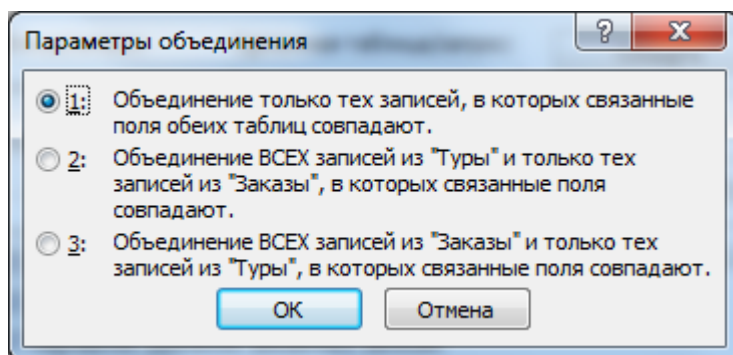 Параметры объединения
1: Объединение только тех записей, в которых связанные
поля обеих таблиц совпадают.
2: Объединение ВСЕХ записей из "Туры" и только тех
записей из "Заказы", в которых связанные поля
совпадают.
3: Объединение ВСЕХ записей из "Заказы" и только тех
записей из "Туры", в которых связанные поля совпадают.
ОК Отмена